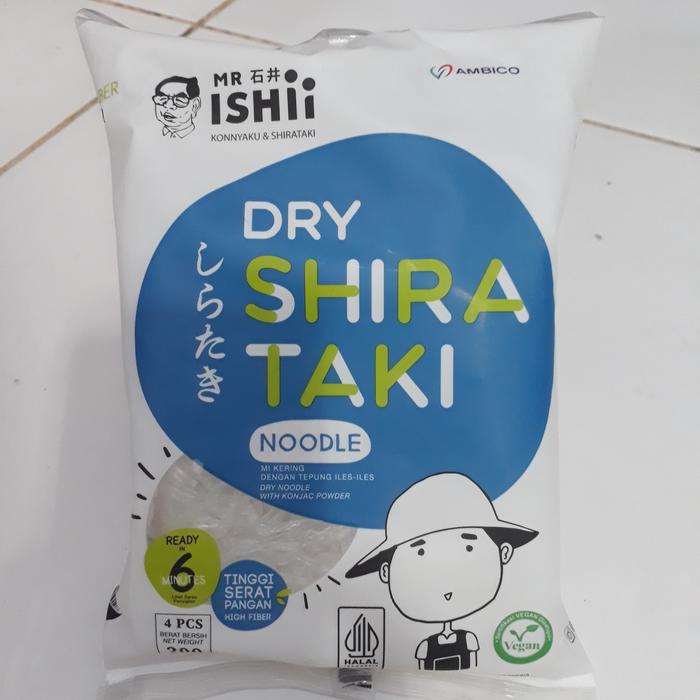 BER
MR 石井
ISHii
KONNYAKU & SHIRATAKI
AMBICO
DRY
SHIRA
TAKI
しらたき
NOODLE
MI KERING
DENGAN TEPUNG ILES-ILES
DRY NOODLE
WITH KONJAC POWDER
READY
IN
6
MINUTES
TINGGI
SERAT
PANGAN
HIGH FIBER
4 PCS
BERAT BERSIH
NET WEIGHT
HALAL
Vegan